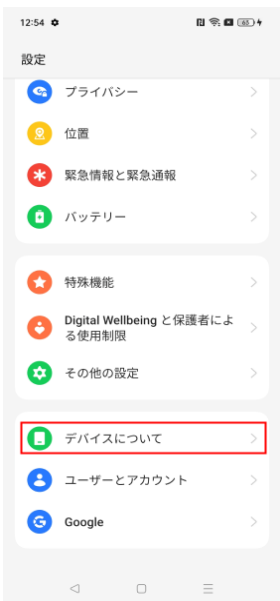 12:54
63
設定
プライバシー
位置
緊急情報と緊急通報
バッテリー
特殊機能
Digital Wellbeing と保護者によ
る使用制限
その他の設定
デバイスについて
ユーザーとアカウント
Google